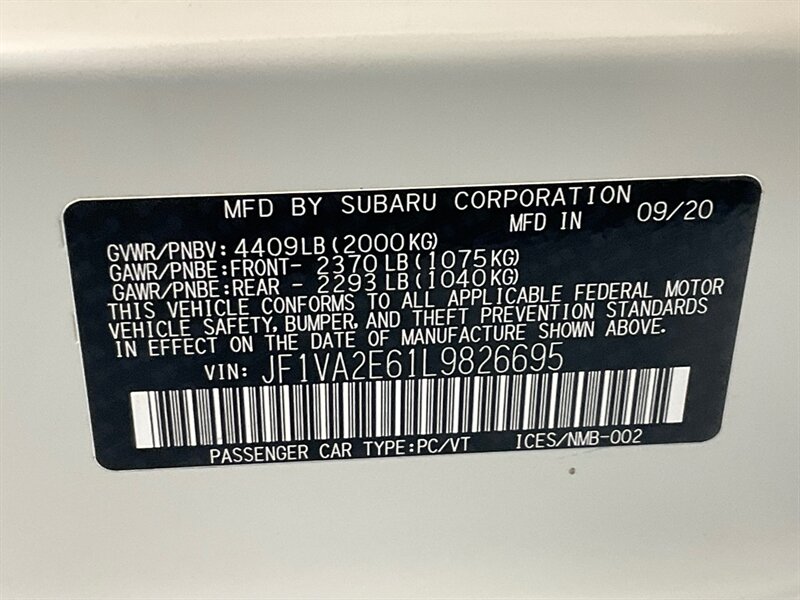 MFD BY SUBARU CORPORATION
MFD IN 09/20
GVWR/PNBV: 4409LB(2000KG)
GAWR/PNBE:FRONT- 2370LB(1075KG)
GAWR/PNBE:REAR - 2293LB(1040KG)
THIS VEHICLE CONFORMS TO ALL APPLICABLE FEDERAL MOTOR
VEHICLE SAFETY, BUMPER, AND THEFT PREVENTION STANDARDS
IN EFFECT ON THE DATE OF MANUFACTURE SHOWN ABOVE.
VIN: JF1VA2E61L9826695
PASSENGER CAR TYPE:PC/VT ICES/NMB-002